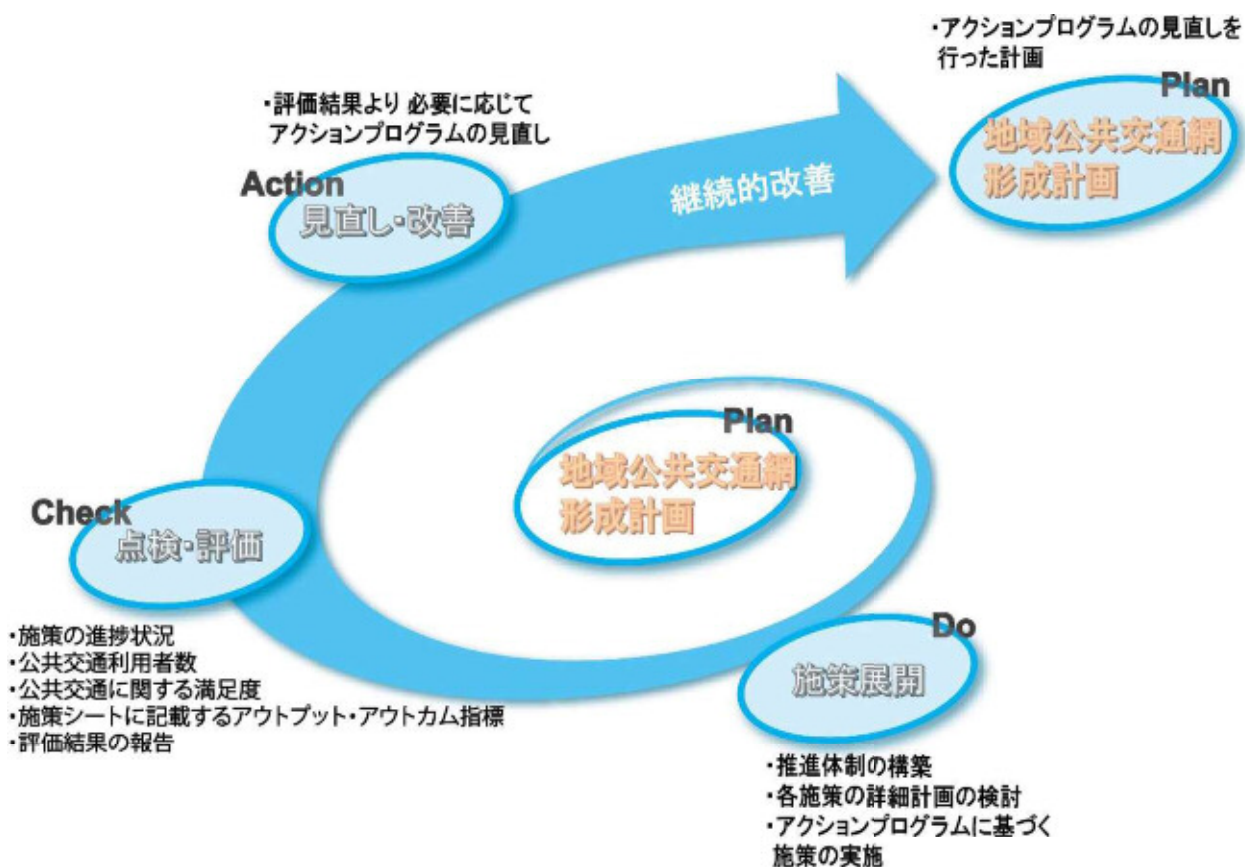 ・アクションプログラムの見直しを
行った計画
Plan
地域公共交通網
形成計画
・評価結果より 必要に応じて
アクションプログラムの見直し
Action
見直し・改善
継続的改善
Plan
地域公共交通網
形成計画
Check
点検・評価
・施策の進捗状況
・公共交通利用者数
・公共交通に関する満足度
・施策シートに記載するアウトプット・アウトカム指標
・評価結果の報告
Do
施策展開
・推進体制の構築
・各施策の詳細計画の検討
・アクションプログラムに基づく
施策の実施